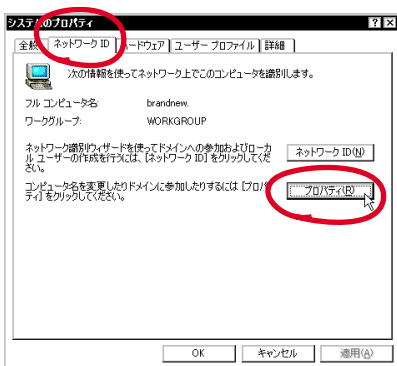 システムのプロパティ
全般 ネットワーク ID ハードウェア ユーザー プロファイル 詳細
次の情報を使ってネットワーク上でこのコンピュータを識別します。
フル コンピュータ名: brandnew.
ワークグループ: WORKGROUP
ネットワーク識別ウィザードを使ってドメインへの参加およびローカ
ル ユーザーの作成を行うには、[ネットワーク ID] をクリックしてくだ
さい。
ネットワーク ID(N)
コンピュータ名を変更したりドメインに参加したりするには [プロパ
ティ] をクリックしてください。
プロパティ(R)
OK キャンセル 適用(A)